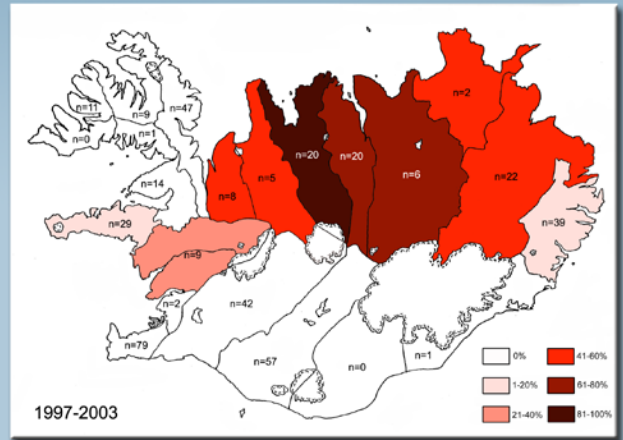 n=2
n=11
n=9
n=47
n=0
n=1
n=20
n=20
n=6
n=5
n=22
n=14
n=8
n=29
n=39
n=9
n=2
n=42
n=79
n=57
n=0
n=1
0%
41-60%
1-20%
61-80%
21-40%
81-100%
1997-2003